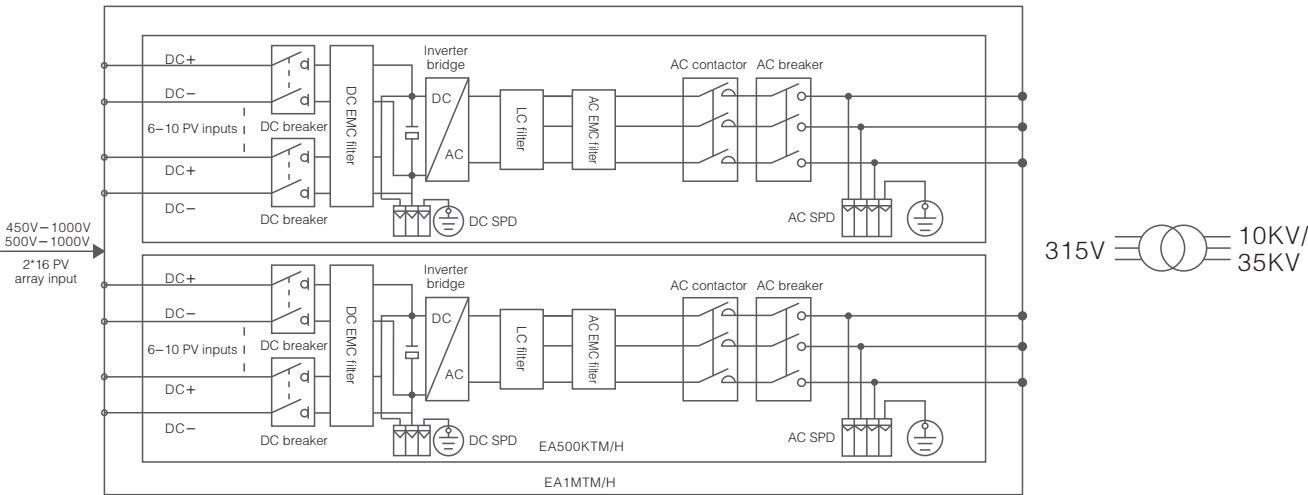 Inverter
bridge
AC contactor AC breaker
DC+
DC−
6−10 PV inputs
DC+
DC−
DC breaker
DC breaker
DC EMC filter
DC
AC
LC filter
AC EMC filter
DC SPD
AC SPD
450V−1000V
500V−1000V
2*16 PV
array input
315V
10KV/
35KV
Inverter
bridge
AC contactor AC breaker
DC+
DC−
6−10 PV inputs
DC+
DC−
DC breaker
DC breaker
DC EMC filter
DC
AC
LC filter
AC EMC filter
DC SPD
AC SPD
EA500KTM/H
EA1MTM/H